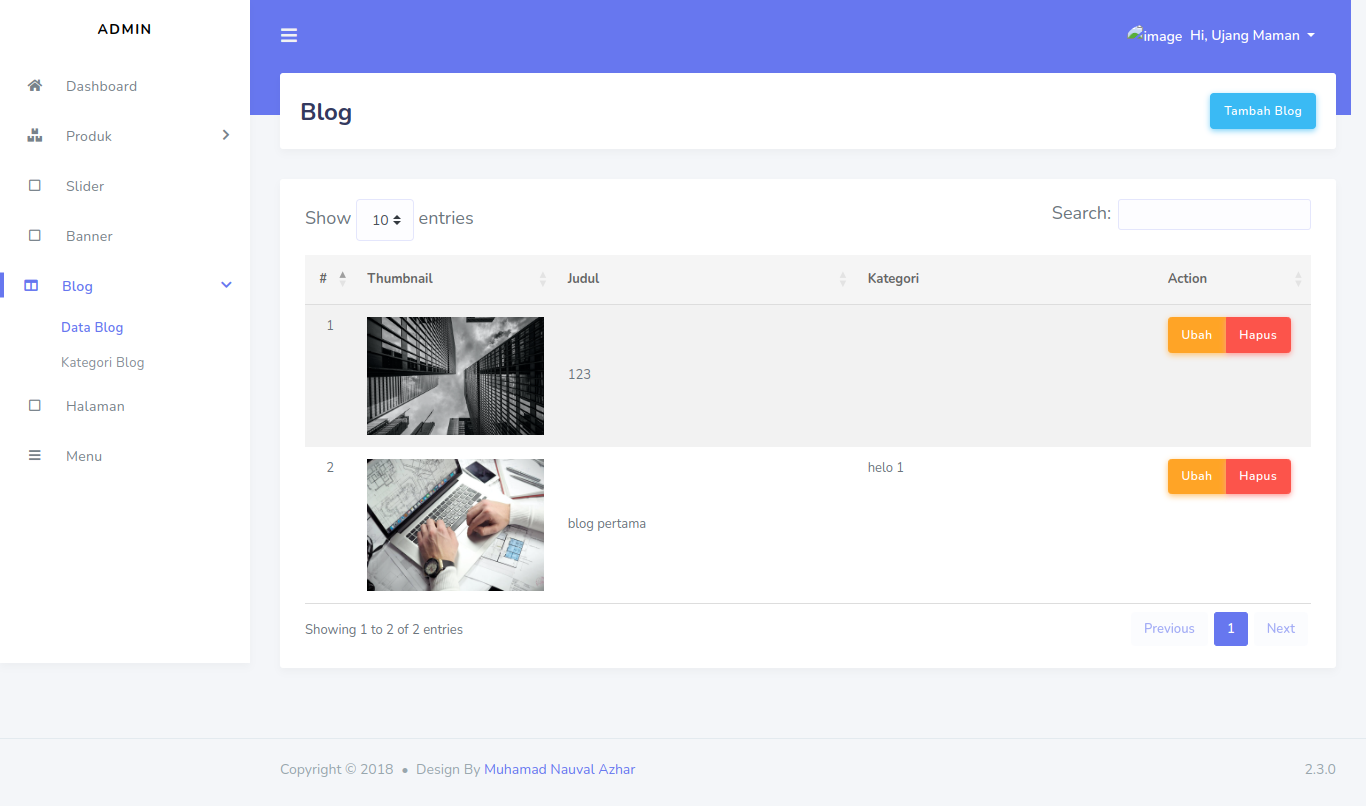 ADMIN
Dashboard
Produk
Slider
Banner
Blog
Data Blog
Kategori Blog
Halaman
Menu
image Hi, Ujang Maman
Blog
Tambah Blog
Show 10 entries
Search:
# Thumbnail Judul Kategori Action
1 123 Ubah Hapus
2 blog pertama helo 1 Ubah Hapus
Showing 1 to 2 of 2 entries
Previous 1 Next
Copyright © 2018 • Design By Muhamad Nauval Azhar
2.3.0